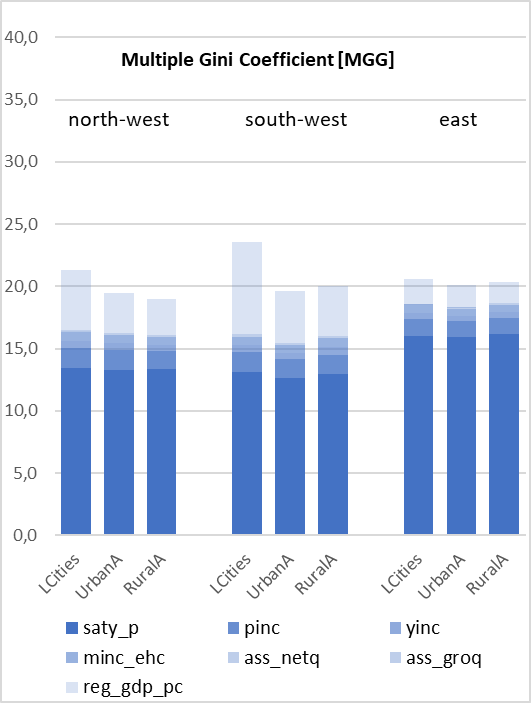 40,0
Multiple Gini Coefficient [MGG]
35,0
north-west south-west east
30,0
25,0
20,0
15,0
10,0
5,0
0,0
LCities UrbanA RuralA LCities UrbanA RuralA LCities UrbanA RuralA
saty_p pinc yinc
minc_ehc ass_netq ass_groq
reg_gdp_pc